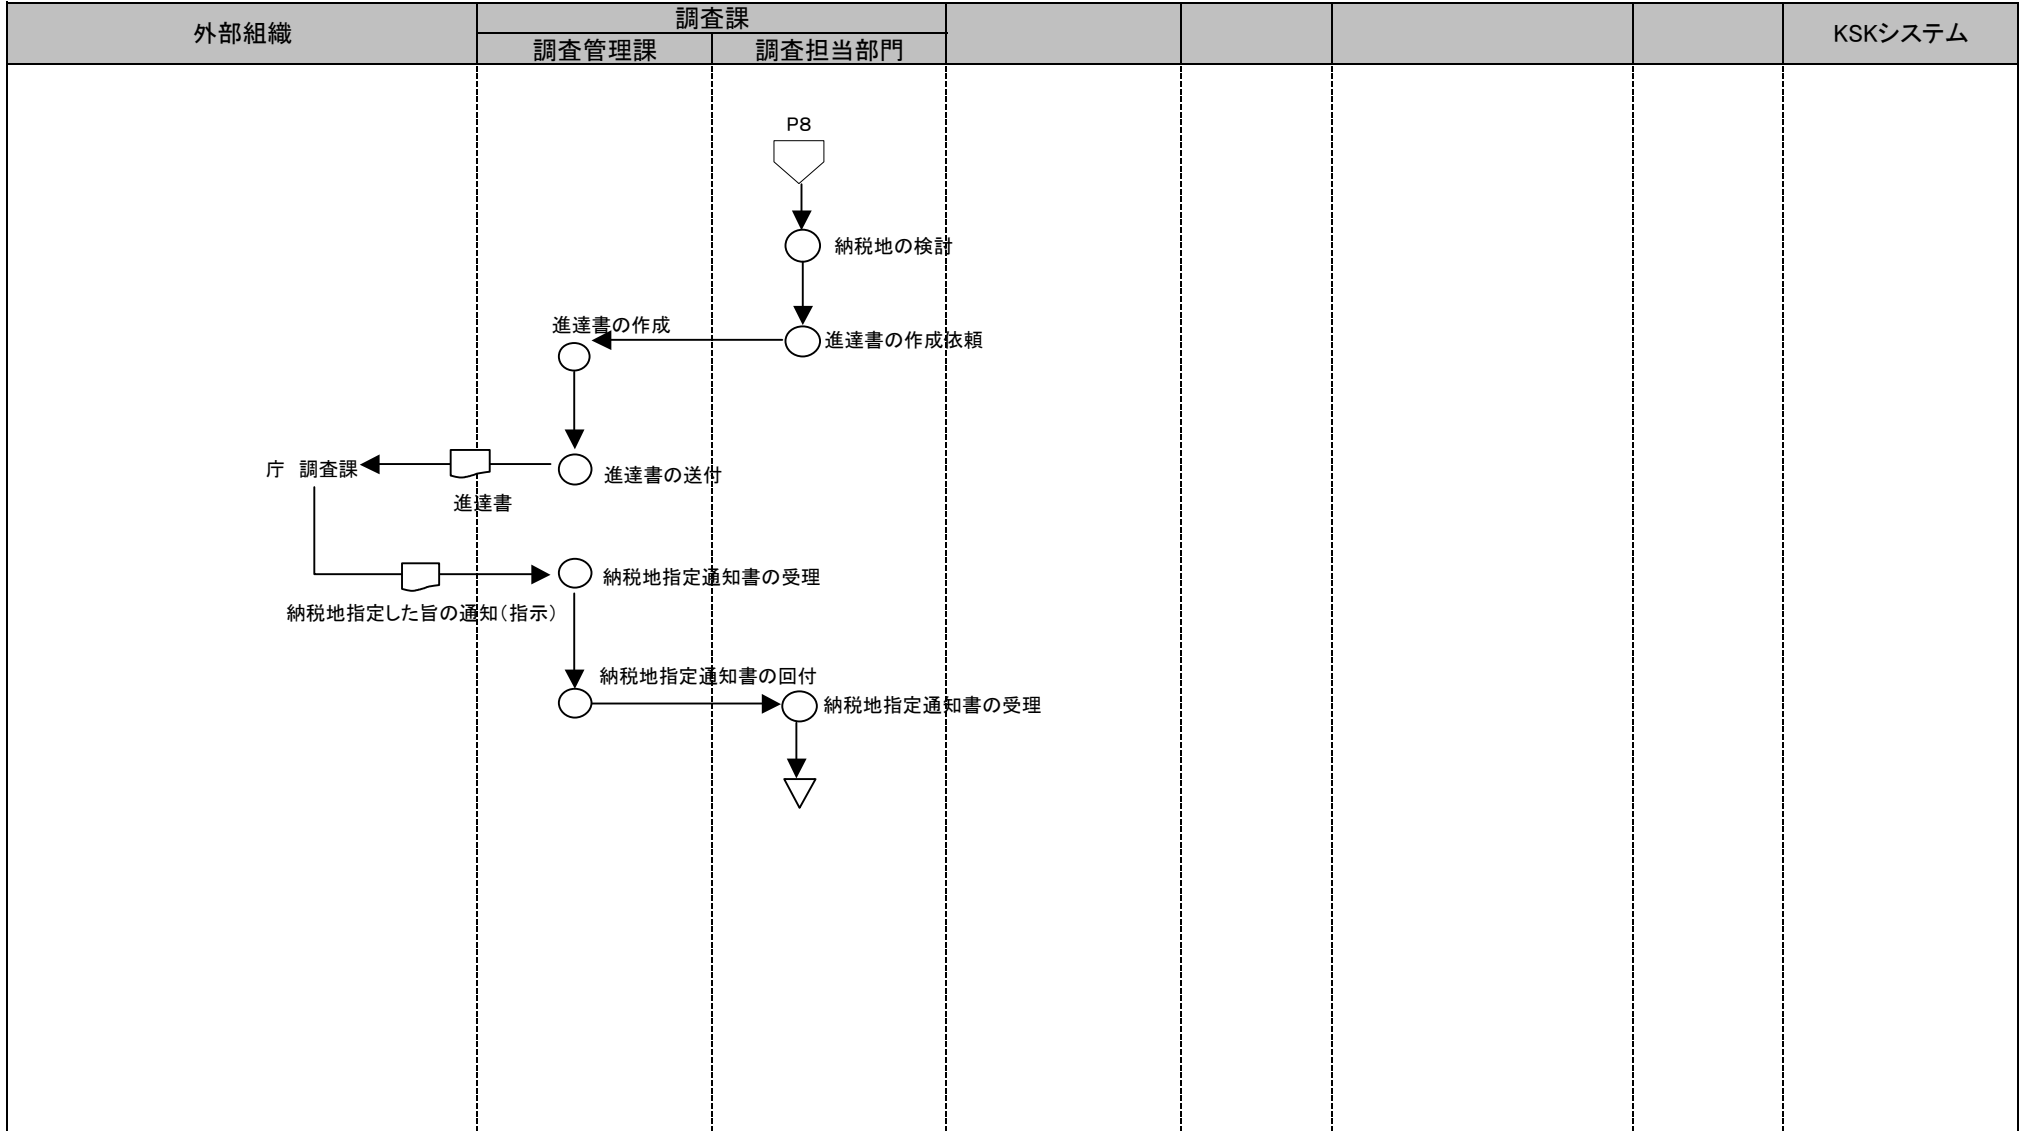 外部組織
調査課
調査管理課
調査担当部門
KSKシステム
P8
納税地の検討
進達書の作成
進達書の作成依頼
庁 調査課
進達書の送付
進達書
納税地指定通知書の受理
納税地指定した旨の通知(指示)
納税地指定通知書の回付
納税地指定通知書の受理